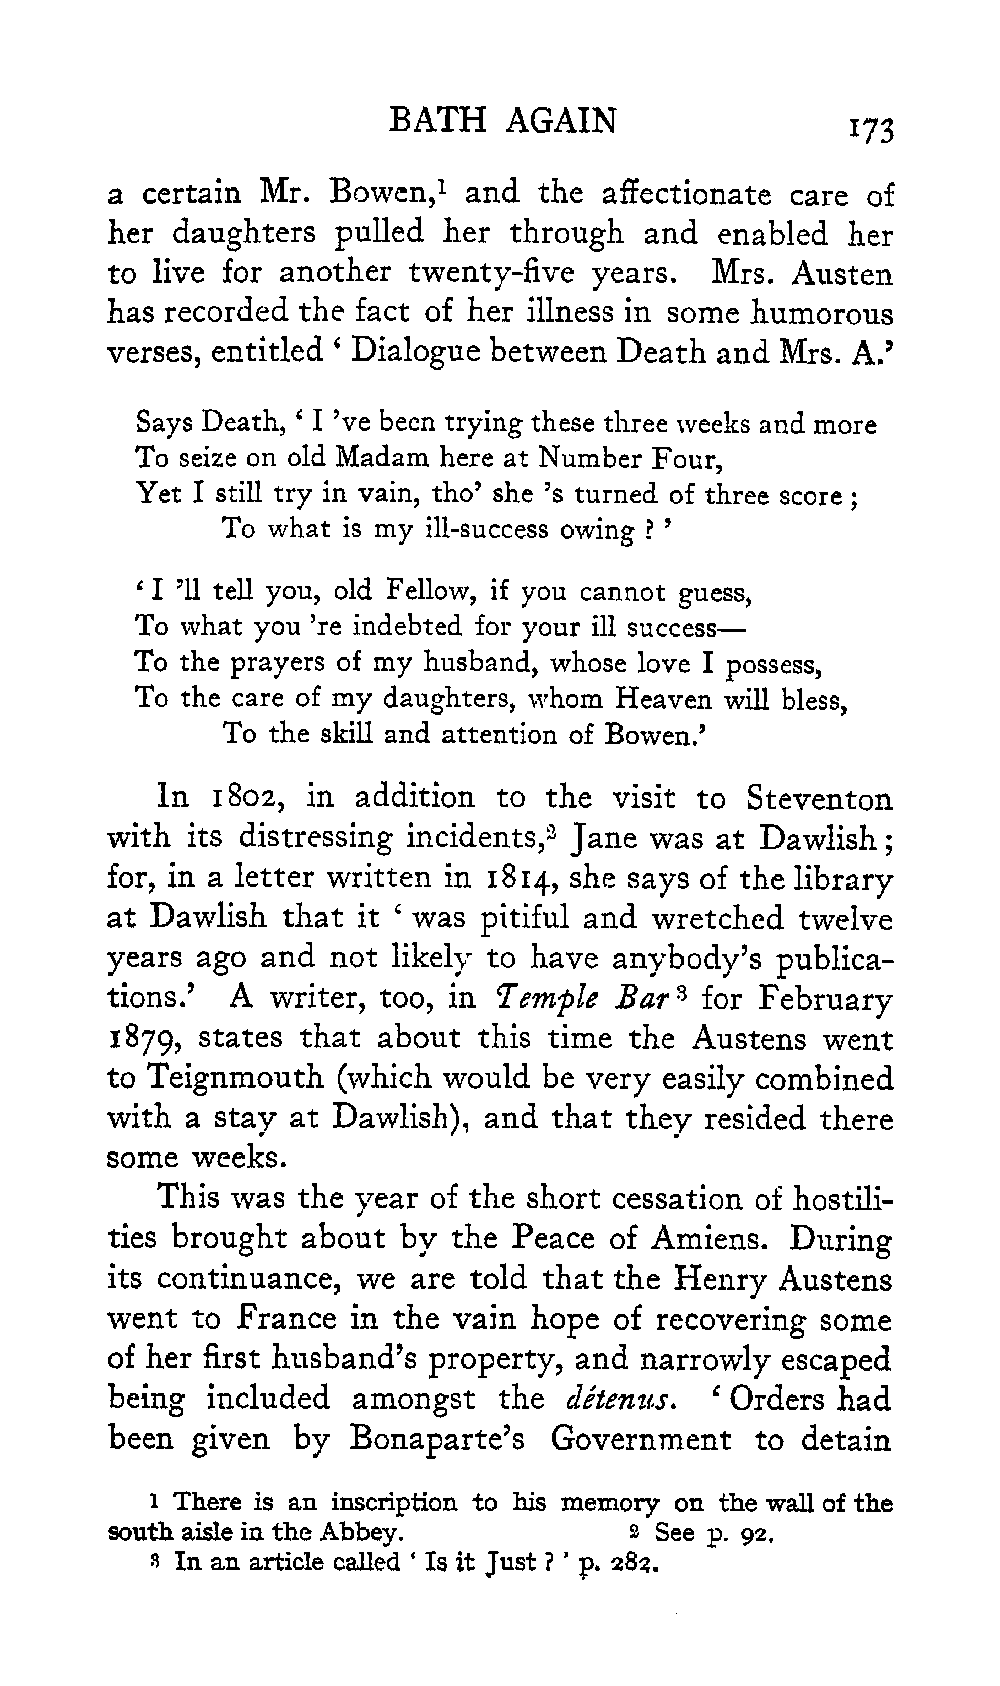 BATH AGAIN 173
a certain Mr. Bowen,¹ and the affectionate care of
her daughters pulled her through and enabled her
to live for another twenty-five years. Mrs. Austen
has recorded the fact of her illness in some humorous
verses, entitled ‘ Dialogue between Death and Mrs. A.’
Says Death, ‘ I ’ve been trying these three weeks and more
To seize on old Madam here at Number Four,
Yet I still try in vain, tho’ she ’s turned of three score ;
To what is my ill-success owing ? ’
‘ I ’ll tell you, old Fellow, if you cannot guess,
To what you ’re indebted for your ill success—
To the prayers of my husband, whose love I possess,
To the care of my daughters, whom Heaven will bless,
To the skill and attention of Bowen.’
In 1802, in addition to the visit to Steventon
with its distressing incidents,² Jane was at Dawlish ;
for, in a letter written in 1814, she says of the library
at Dawlish that it ‘ was pitiful and wretched twelve
years ago and not likely to have anybody’s publica-
tions.’ A writer, too, in Temple Bar ³ for February
1879, states that about this time the Austens went
to Teignmouth (which would be very easily combined
with a stay at Dawlish), and that they resided there
some weeks.
This was the year of the short cessation of hostili-
ties brought about by the Peace of Amiens. During
its continuance, we are told that the Henry Austens
went to France in the vain hope of recovering some
of her first husband’s property, and narrowly escaped
being included amongst the détenus. ‘ Orders had
been given by Bonaparte’s Government to detain
1 There is an inscription to his memory on the wall of the
south aisle in the Abbey. 2 See p. 92.
3 In an article called ‘ Is it Just ? ’ p. 282.